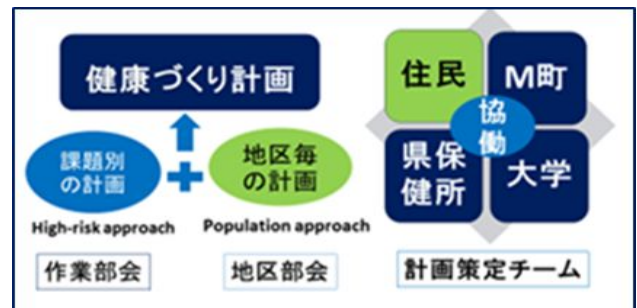 健康づくり計画
課題別
の計画
+
地区毎
の計画
High-risk approach
Population approach
作業部会
地区部会
住民
M町
協
働
県保
健所
大学
計画策定チーム